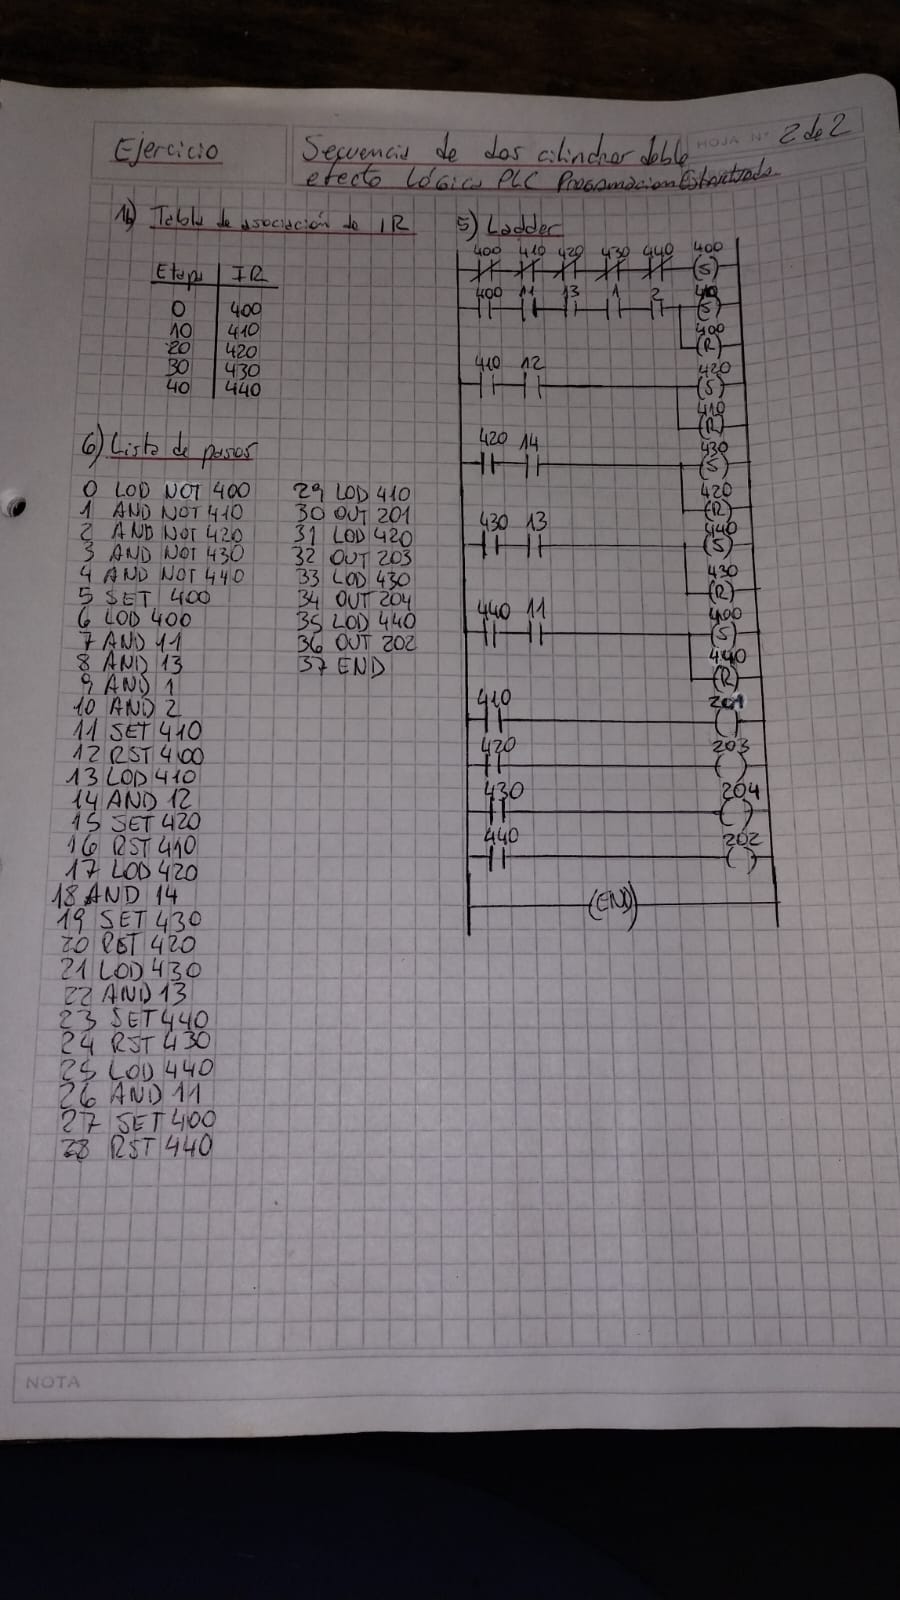 Ejercicio
Secuencia de dos cilindros doble
efecto Lógica PLC Programacion Estructurada
HOJA Nº 2 de 2
4) Tabla de asociación de IR
Etapa IR
0 400
10 410
20 420
30 430
40 440
5) Ladder
400 410 420 430 440 400
(S)
400 11 13 1 2 410
(S)
400
(R)
410 12 420
(S)
410
(R)
420 14 430
(S)
420
(R)
430 13 440
(S)
430
(R)
440 11 400
(S)
440
(R)
410 201
420 203
430 204
440 202
(END)
6) Lista de pasos
0 LOD NOT 400
1 AND NOT 410
2 AND NOT 420
3 AND NOT 430
4 AND NOT 440
5 SET 400
6 LOD 400
7 AND 11
8 AND 13
9 AND 1
10 AND 2
11 SET 410
12 RST 400
13 LOD 410
14 AND 12
15 SET 420
16 RST 410
17 LOD 420
18 AND 14
19 SET 430
20 RST 420
21 LOD 430
22 AND 13
23 SET 440
24 RST 430
25 LOD 440
26 AND 11
27 SET 400
28 RST 440
29 LOD 410
30 OUT 201
31 LOD 420
32 OUT 203
33 LOD 430
34 OUT 204
35 LOD 440
36 OUT 202
37 END
NOTA